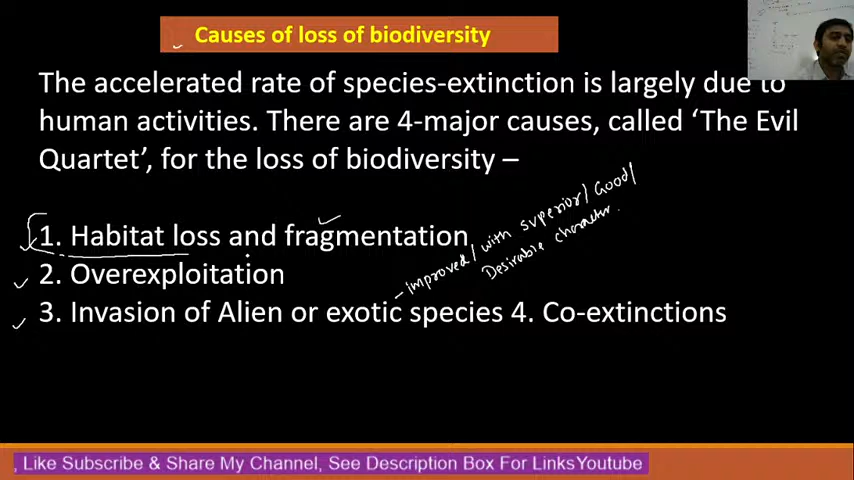 Causes of loss of biodiversity
The accelerated rate of species-extinction is largely due to
human activities. There are 4-major causes, called ‘The Evil
Quartet’, for the loss of biodiversity –
1. Habitat loss and fragmentation
2. Overexploitation
- improved/ with superior/ Good/
Desirable character.
3. Invasion of Alien or exotic species 4. Co-extinctions
, Like Subscribe & Share My Channel, See Description Box For LinksYoutube